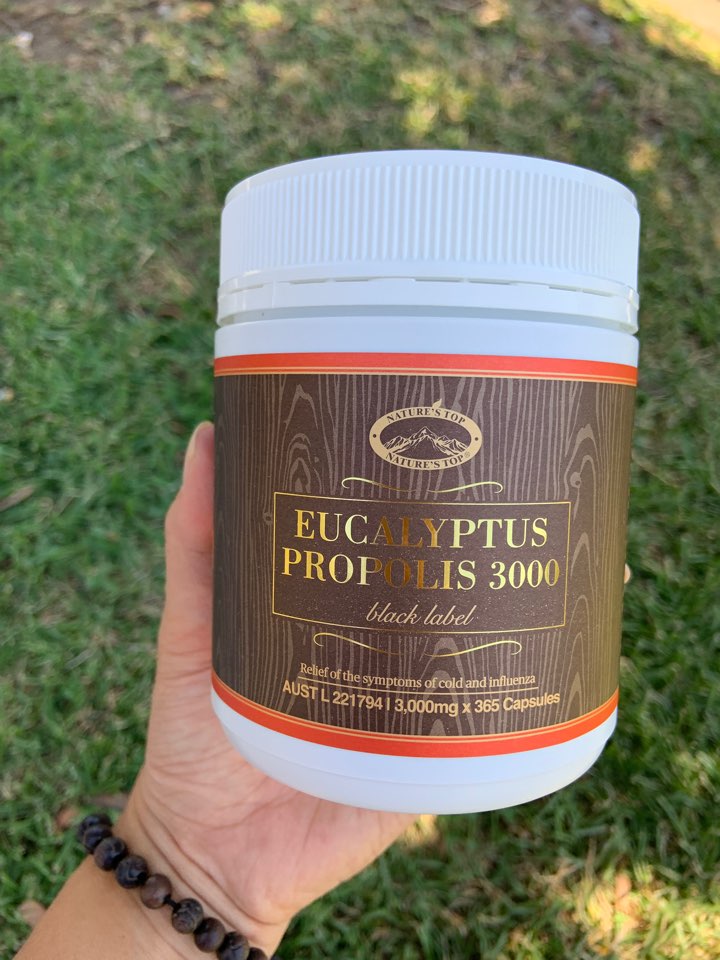 NATURE'S TOP
NATURE'S TOP®
EUCALYPTUS
PROPOLIS 3000
black label
Relief of the symptoms of cold and influenza
AUST L 221794 | 3,000mg x 365 Capsules